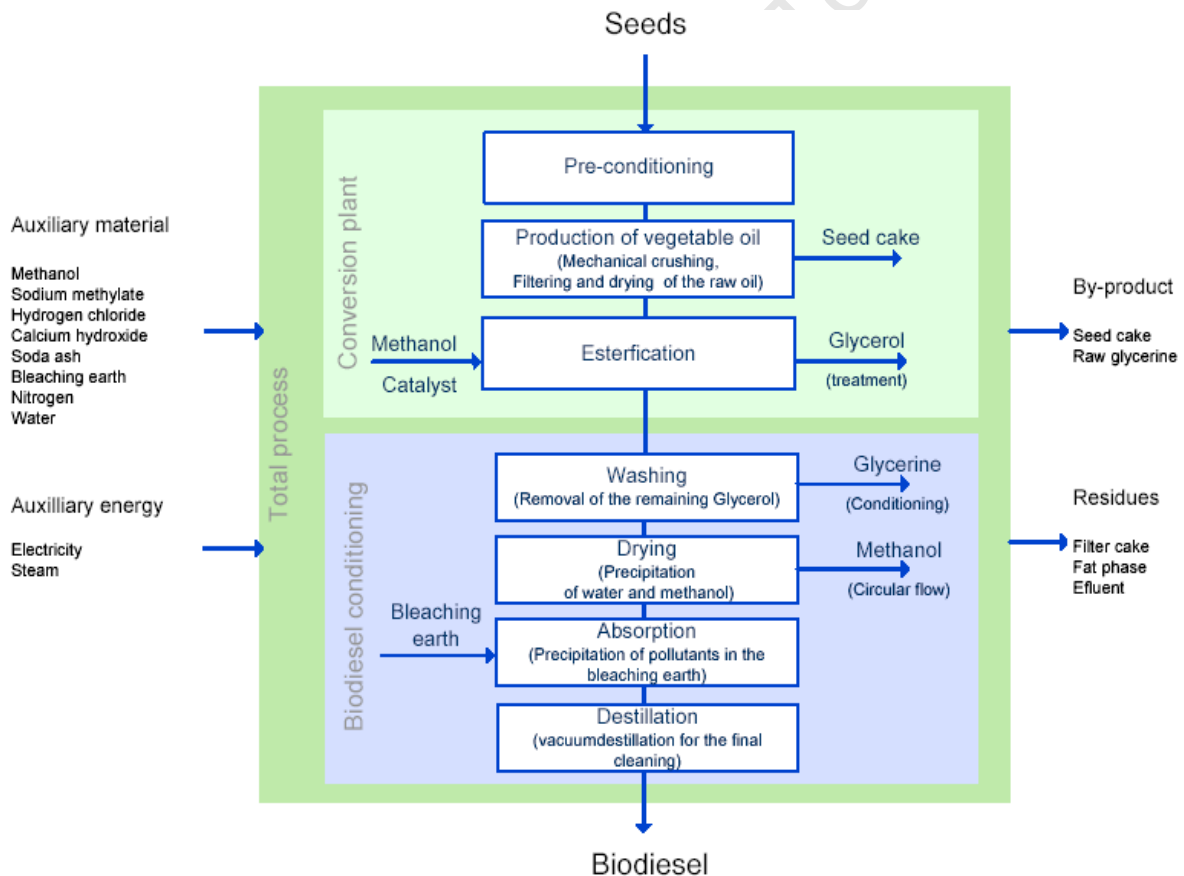 Seeds
Pre-conditioning
Production of vegetable oil
(Mechanical crushing,
Filtering and drying of the raw oil)
Seed cake
Methanol
Catalyst
Esterfication
Glycerol
(treatment)
Conversion plant
Total process
Auxiliary material
Methanol
Sodium methylate
Hydrogen chloride
Calcium hydroxide
Soda ash
Bleaching earth
Nitrogen
Water
Auxilliary energy
Electricity
Steam
By-product
Seed cake
Raw glycerine
Residues
Filter cake
Fat phase
Efluent
Biodiesel conditioning
Washing
(Removal of the remaining Glycerol)
Glycerine
(Conditioning)
Drying
(Precipitation
of water and methanol)
Methanol
(Circular flow)
Bleaching
earth
Absorption
(Precipitation of pollutants in the
bleaching earth)
Destillation
(vacuumdestillation for the final
cleaning)
Biodiesel